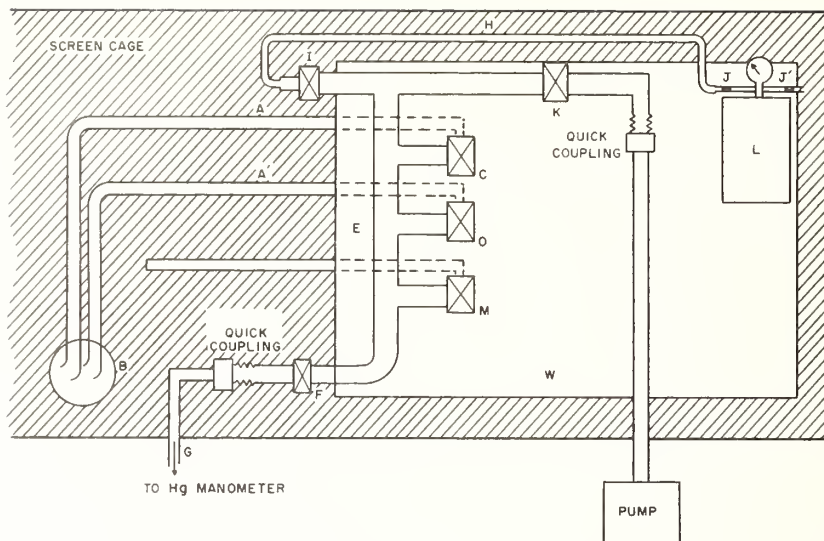 SCREEN CAGE
H
I
J
J'
A
K
QUICK
COUPLING
L
C
A'
E
O
M
QUICK
COUPLING
B
F
W
G
TO Hg MANOMETER
PUMP